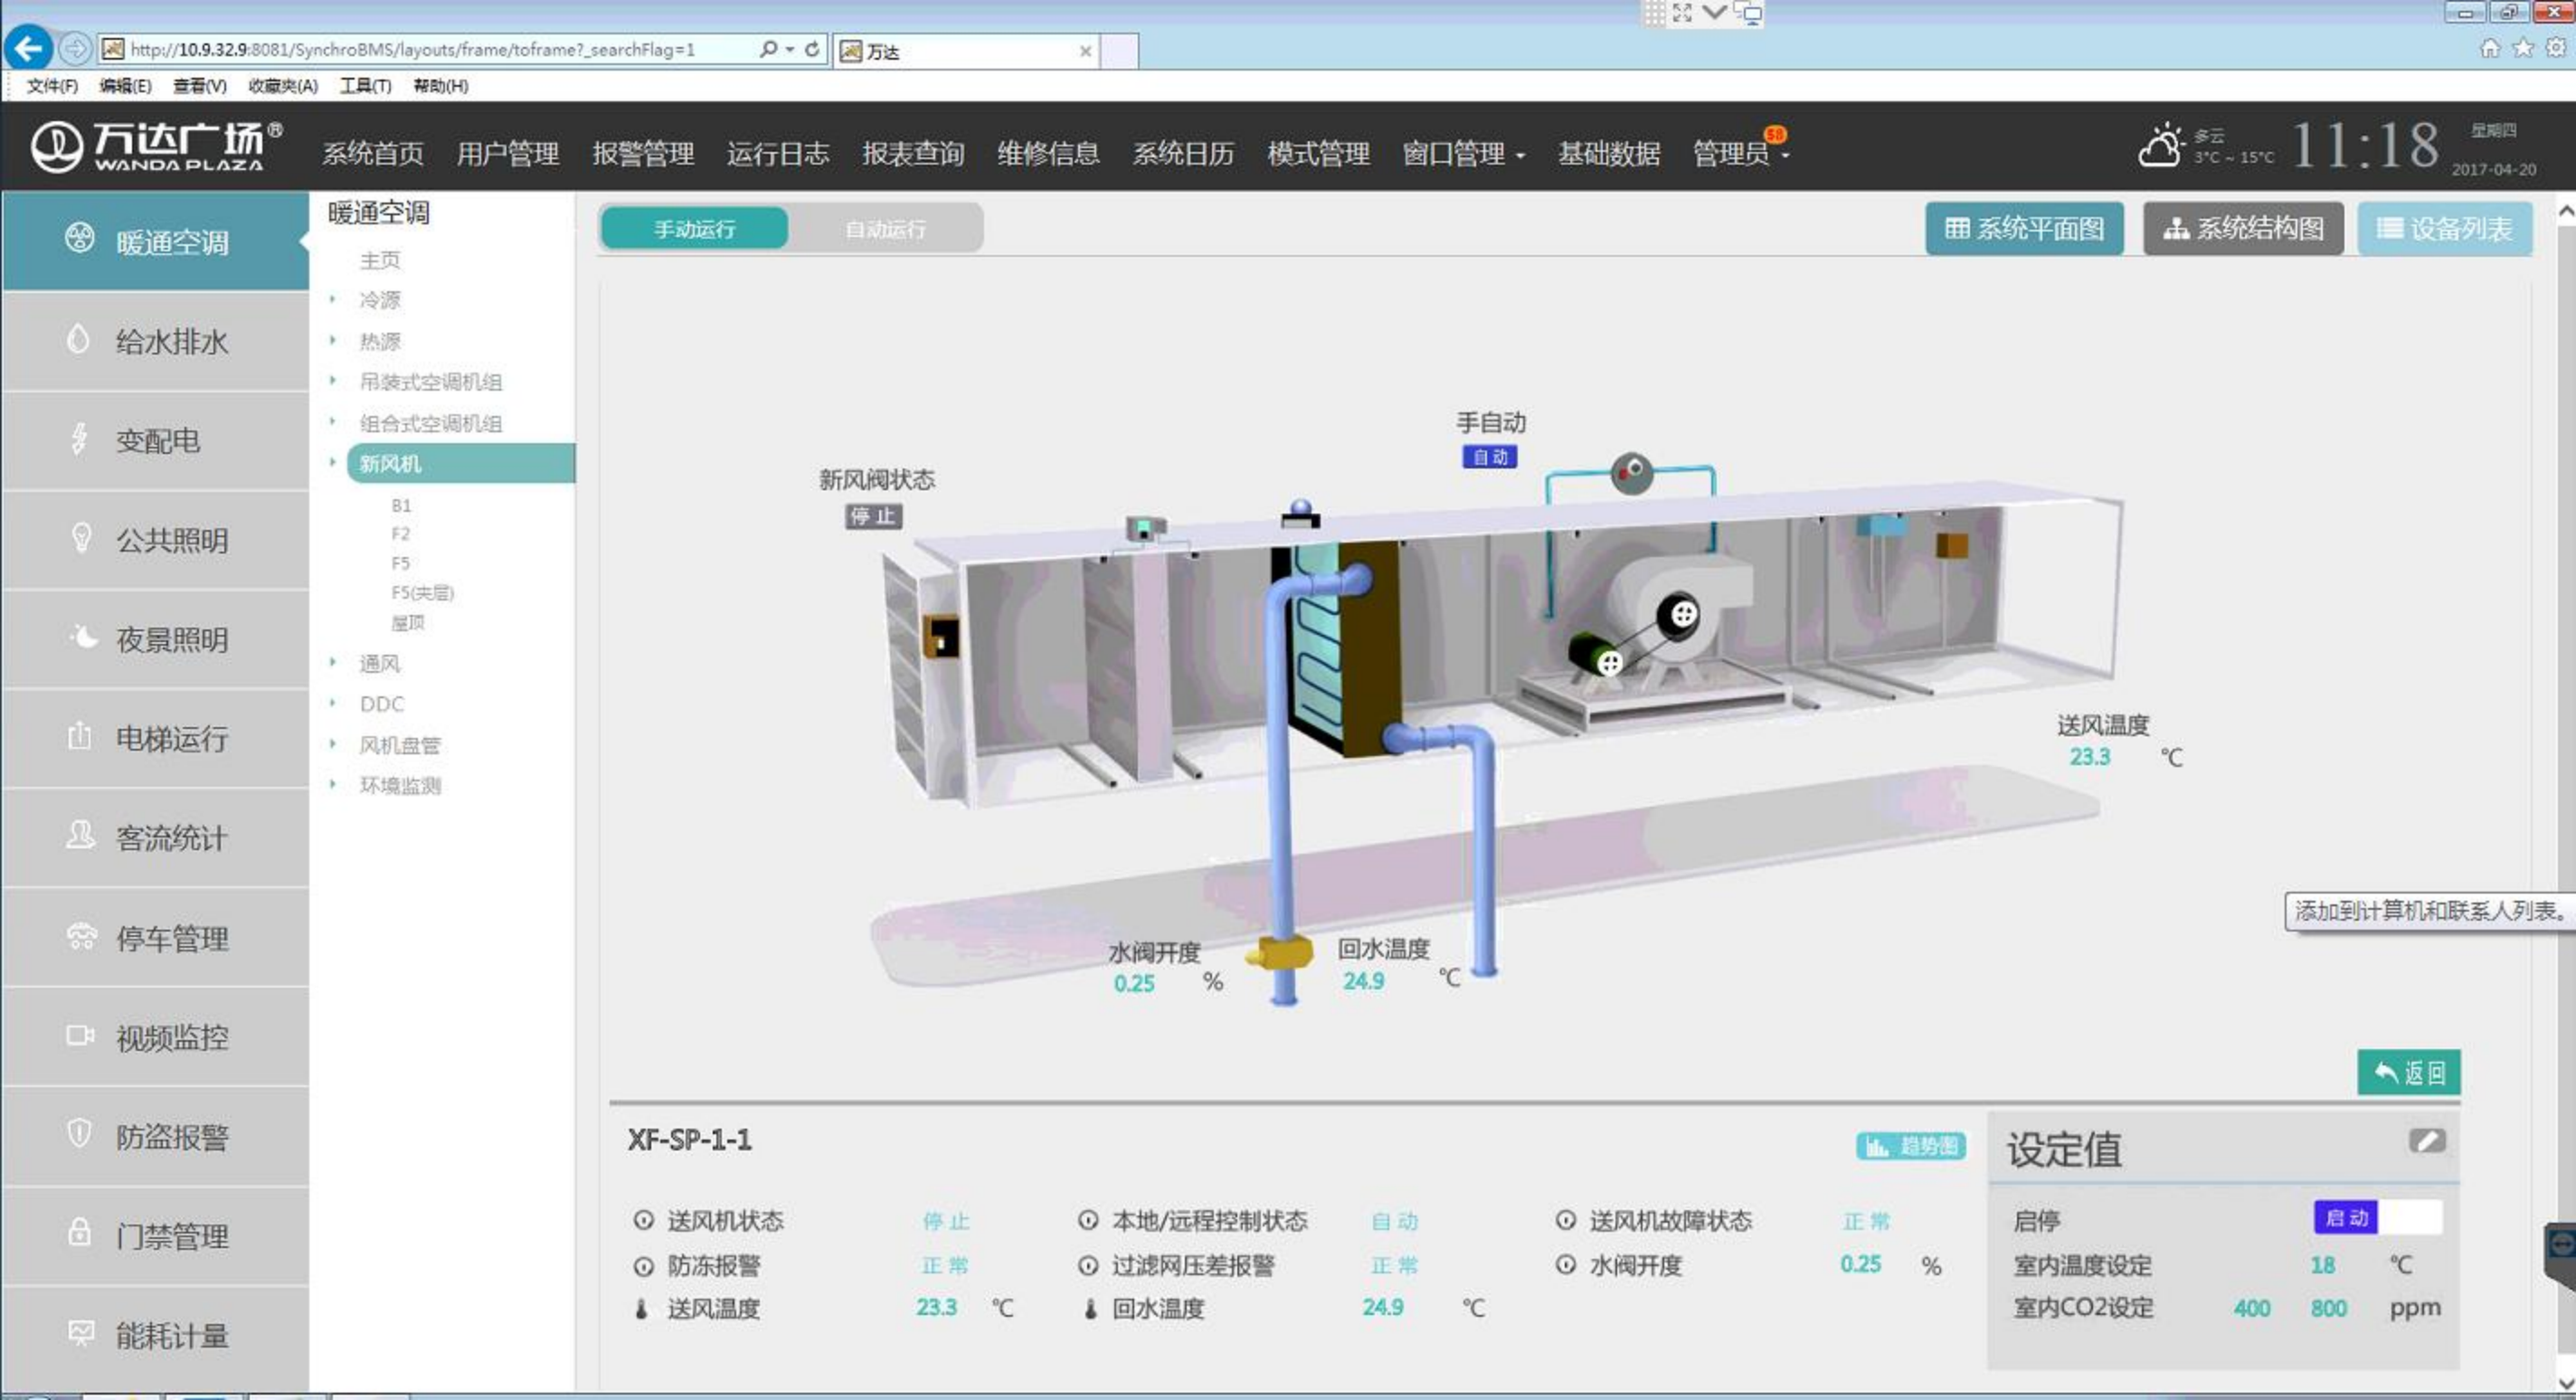 http://10.9.32.9:8081/SynchroBMS/layouts/frame/toframe?_searchFlag=1
万达
文件(F) 编辑(E) 查看(V) 收藏夹(A) 工具(T) 帮助(H)
万达广场®
WANDA PLAZA
系统首页 用户管理 报警管理 运行日志 报表查询 维修信息 系统日历 模式管理 窗口管理 基础数据 管理员 58
多云
3°C ~ 15°C
11:18
星期四
2017-04-20
暖通空调
给水排水
变配电
公共照明
夜景照明
电梯运行
客流统计
停车管理
视频监控
防盗报警
门禁管理
能耗计量
暖通空调
主页
冷源
热源
吊装式空调机组
组合式空调机组
新风机
B1
F2
F5
F5(夹层)
屋顶
通风
DDC
风机盘管
环境监测
手动运行 自动运行
系统平面图 系统结构图 设备列表
手自动
自动
新风阀状态
停止
送风温度
23.3 ℃
添加到计算机和联系人列表。
水阀开度
0.25 %
回水温度
24.9 ℃
返回
XF-SP-1-1
趋势图
送风机状态 停止 本地/远程控制状态 自动 送风机故障状态 正常
防冻报警 正常 过滤网压差报警 正常 水阀开度 0.25 %
送风温度 23.3 ℃ 回水温度 24.9 ℃
设定值
启停 启动
室内温度设定 18 ℃
室内CO2设定 400 800 ppm